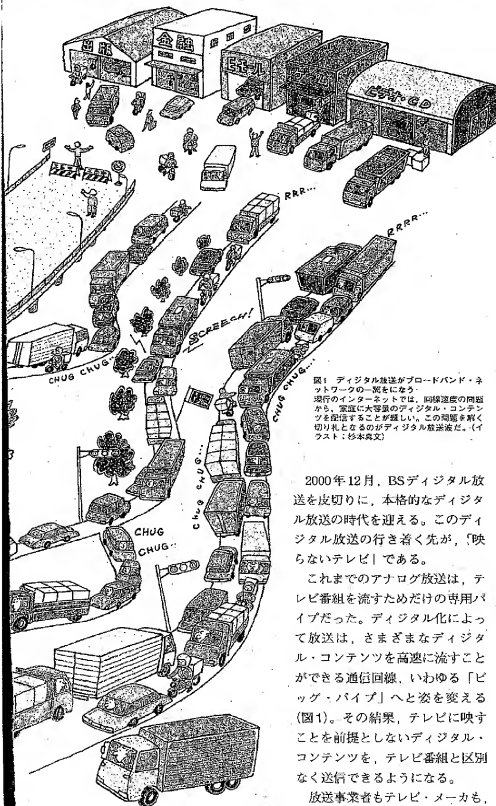 出版
金融
Eモール
ビデオ・CD
RRR...
RRRR...
SCREECH!
CHUG CHUG...
CHUG CHUG...
CHUG CHUG...
CHUG
CHUG...
図1 ディジタル放送がブロードバンド・ネ
ットワークの一翼をになう
現行のインターネットでは，回線速度の問題
から，家庭に大容量のディジタル・コンテン
ツを配信することが難しい。この問題を解く
切り札となるのがディジタル放送波だ。（イ
ラスト：杉本真文）
2000年12月，BSディジタル放
送を皮切りに，本格的なディジタ
ル放送の時代を迎える。このディ
ジタル放送の行き着く先が，「映
らないテレビ」である。
これまでのアナログ放送は，テ
レビ番組を流すためだけの専用パ
イプだった。ディジタル化によっ
て放送は，さまざまなディジタ
ル・コンテンツを高速に流すこと
ができる通信回線，いわゆる「ビ
ッグ・パイプ」へと姿を変える
（図1）。その結果，テレビに映す
ことを前提としないディジタル・
コンテンツを，テレビ番組と区別
なく送信できるようになる。
放送事業者もテレビ・メーカも，